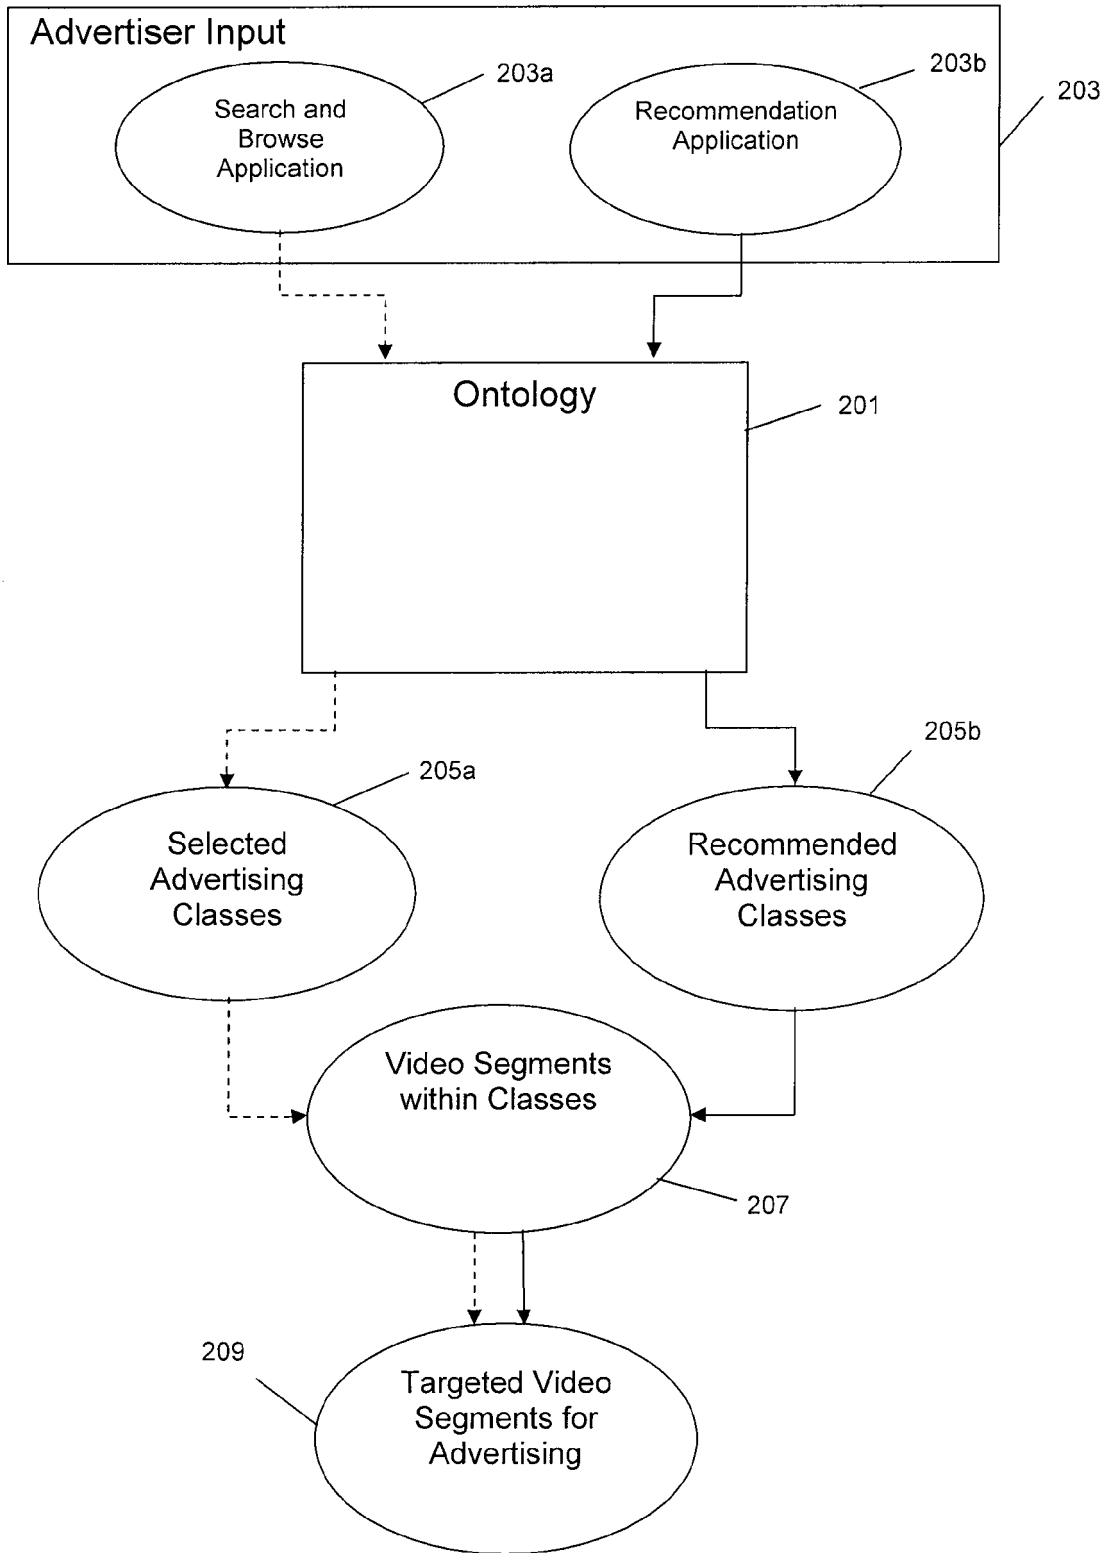 Advertiser Input
203a
203b
203
Search and
Browse
Application
Recommendation
Application
Ontology
201
205a
205b
Selected
Advertising
Classes
Recommended
Advertising
Classes
Video Segments
within Classes
207
209
Targeted Video
Segments for
Advertising